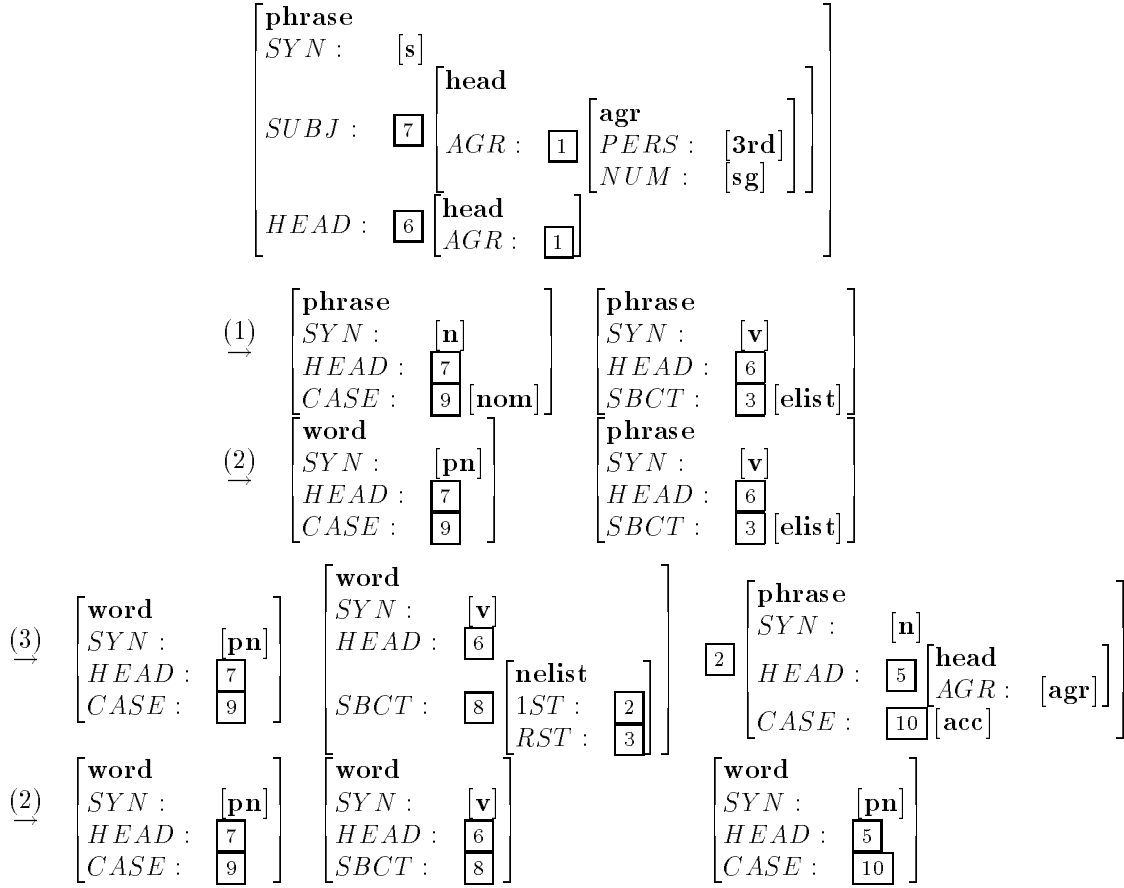 phrase
SYN : [s]
head
SUBJ : 7 AGR : 1 agr
PERS : [3rd]
NUM : [sg]
HEAD : 6 head
AGR : 1
(1) → phrase phrase
SYN : [n] SYN : [v]
HEAD : 7 HEAD : 6
CASE : 9 [nom] SBCT : 3 [elist]
(2) → word phrase
SYN : [pn] SYN : [v]
HEAD : 7 HEAD : 6
CASE : 9 SBCT : 3 [elist]
(3) → word
SYN : [pn]
HEAD : 7
CASE : 9
word
SYN : [v]
HEAD : 6
SBCT : 8 nelist
1ST : 2
RST : 3
2 phrase
SYN : [n]
HEAD : 5 head
AGR : [agr]
CASE : 10 [acc]
(2) → word word word
SYN : [pn] SYN : [v] SYN : [pn]
HEAD : 7 HEAD : 6 HEAD : 5
CASE : 9 SBCT : 8 CASE : 10